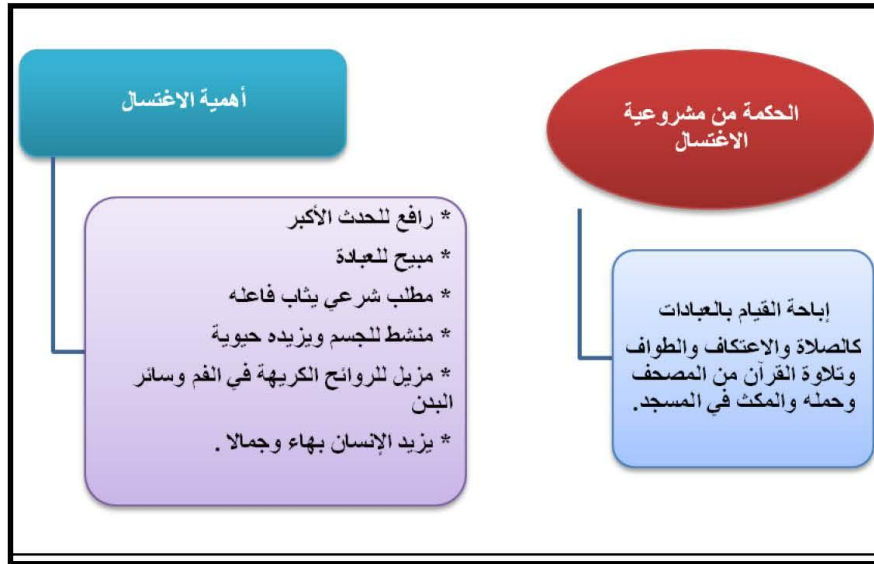 الحكمة من مشروعية
الاغتسال
إباحة القيام بالعبادات
كالصلاة والاعتكاف والطواف
وتلاوة القرآن من المصحف
وحمله والمكث في المسجد.
أهمية الاغتسال
* رافع للحدث الأكبر
* مبيح للعبادة
* مطلب شرعي يثاب فاعله
* منشط للجسم ويزيده حيوية
* مزيل للروائح الكريهة في الفم وسائر
البدن
* يزيد الإنسان بهاء وجمالا .